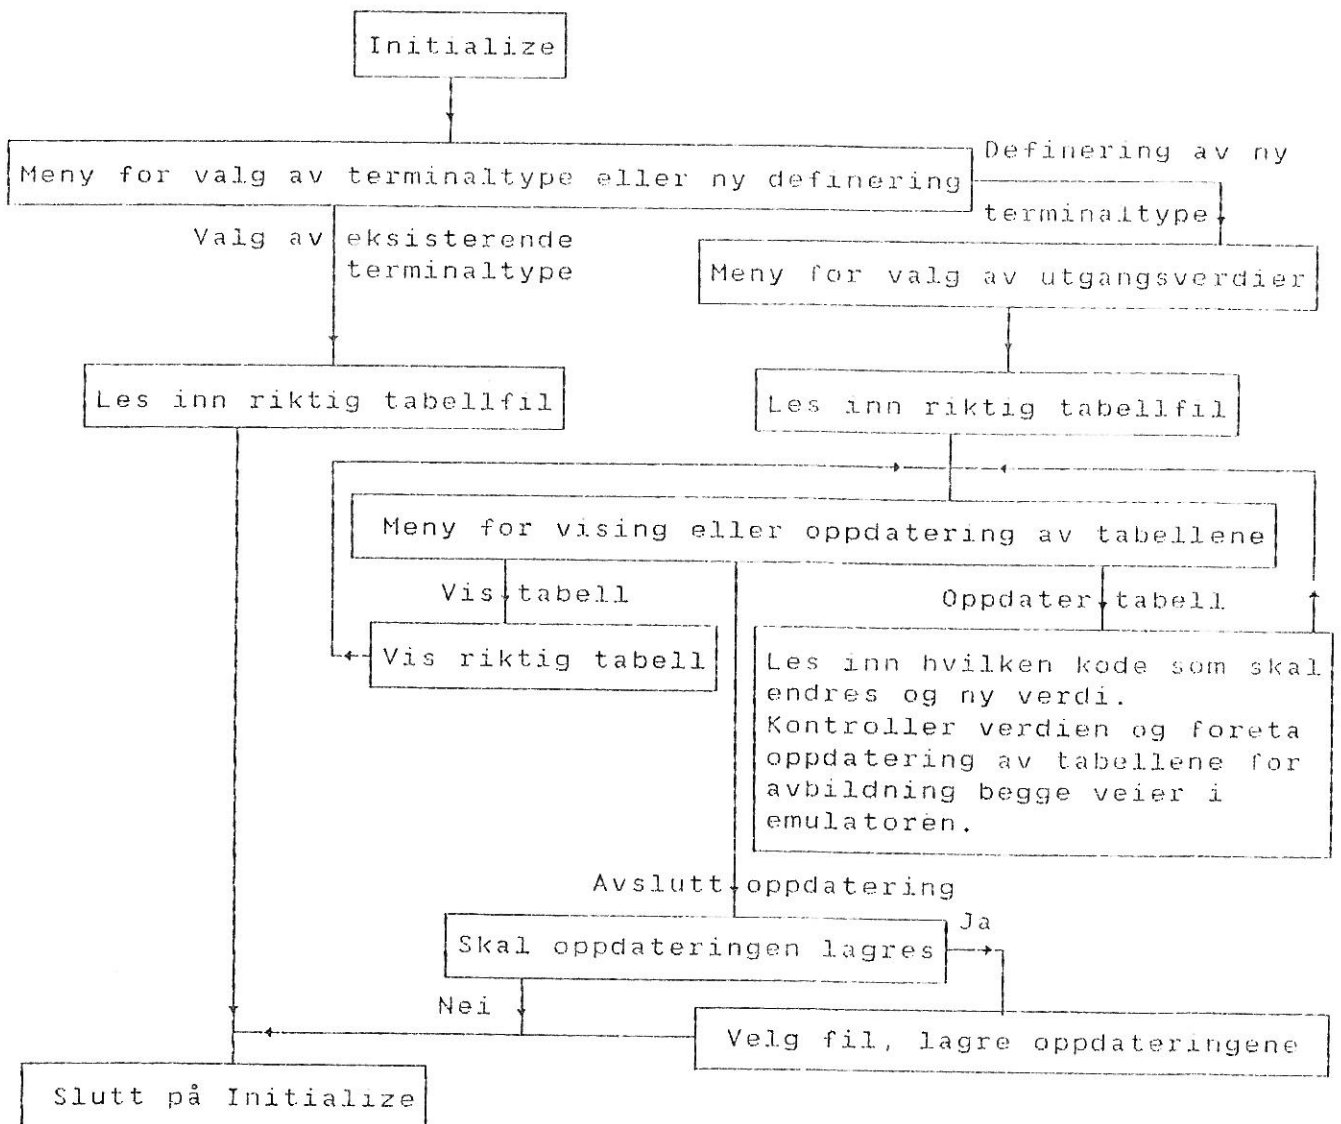 Initialize
Definering av ny
Meny for valg av terminaltype eller ny definering
terminaltype
Valg av eksisterende
terminaltype
Meny for valg av utgangsverdier
Les inn riktig tabellfil
Les inn riktig tabellfil
Meny for vising eller oppdatering av tabellene
Vis tabell
Oppdater tabell
Vis riktig tabell
Les inn hvilken kode som skal
endres og ny verdi.
Kontroller verdien og foreta
oppdatering av tabellene for
avbildning begge veier i
emulatoren.
Avslutt oppdatering
Ja
Skal oppdateringen lagres
Nei
Velg fil, lagre oppdateringene
Slutt på Initialize